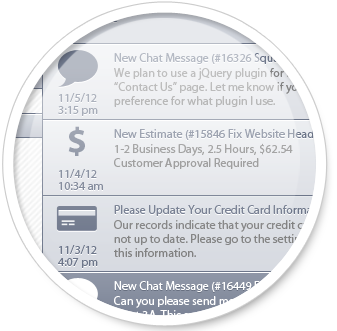 New Chat Message (#16326
We plan to use a jQuery plugin for
"Contact Us" page. Let me know if
preference for what plugin I use.
11/5/12
3:15 pm
New Estimate (#15846 Fix Website Head
1-2 Business Days, 2.5 Hours, $62.54
Customer Approval Required
$
11/4/12
10:34 am
Please Update Your Credit Card
Our records indicate that your credit
not up to date. Please go to the
this information.
11/3/12
4:07 pm
New Chat Message (#16449
Can you please send